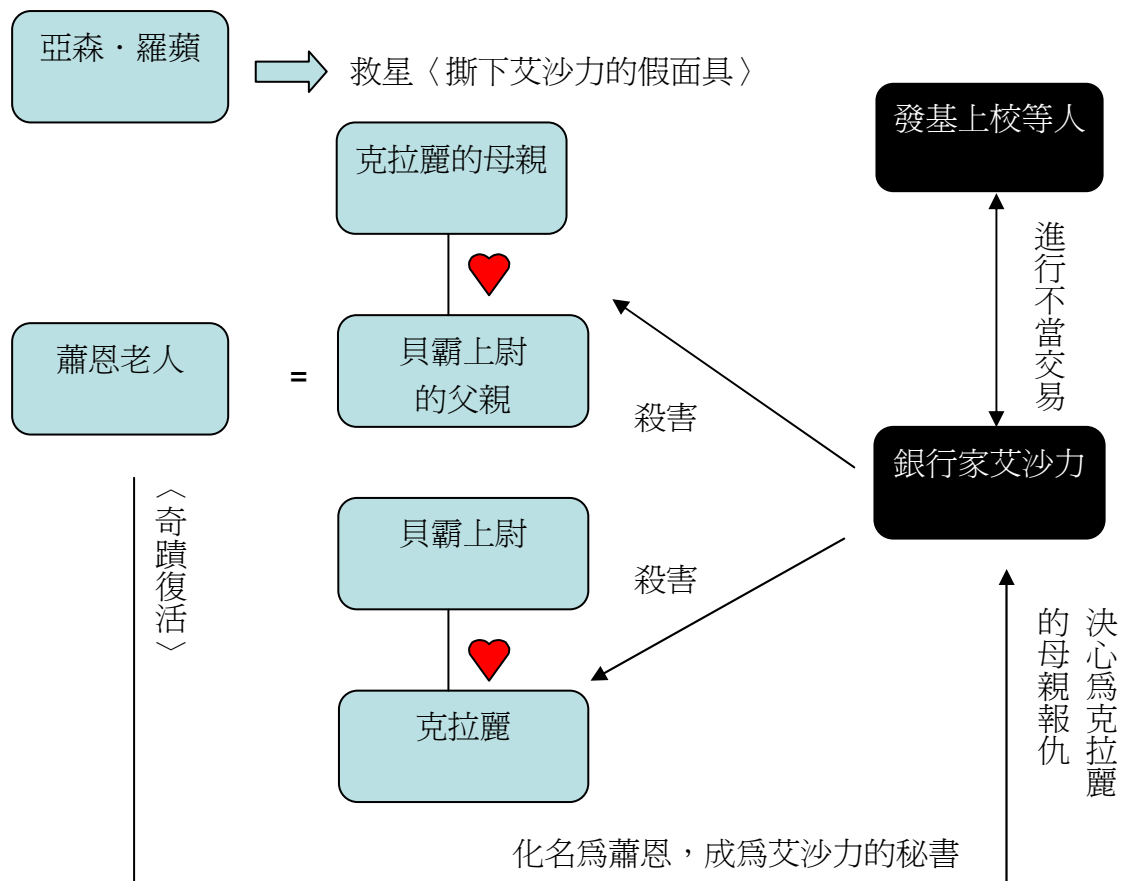 亞森‧羅蘋
救星〈撕下艾沙力的假面具〉
發基上校等人
克拉麗的母親
進行不當交易
蕭恩老人
=
貝霸上尉
的父親
殺害
銀行家艾沙力
〈奇蹟復活〉
貝霸上尉
殺害
克拉麗
決心爲克拉麗
的母親報仇
化名爲蕭恩，成爲艾沙力的秘書